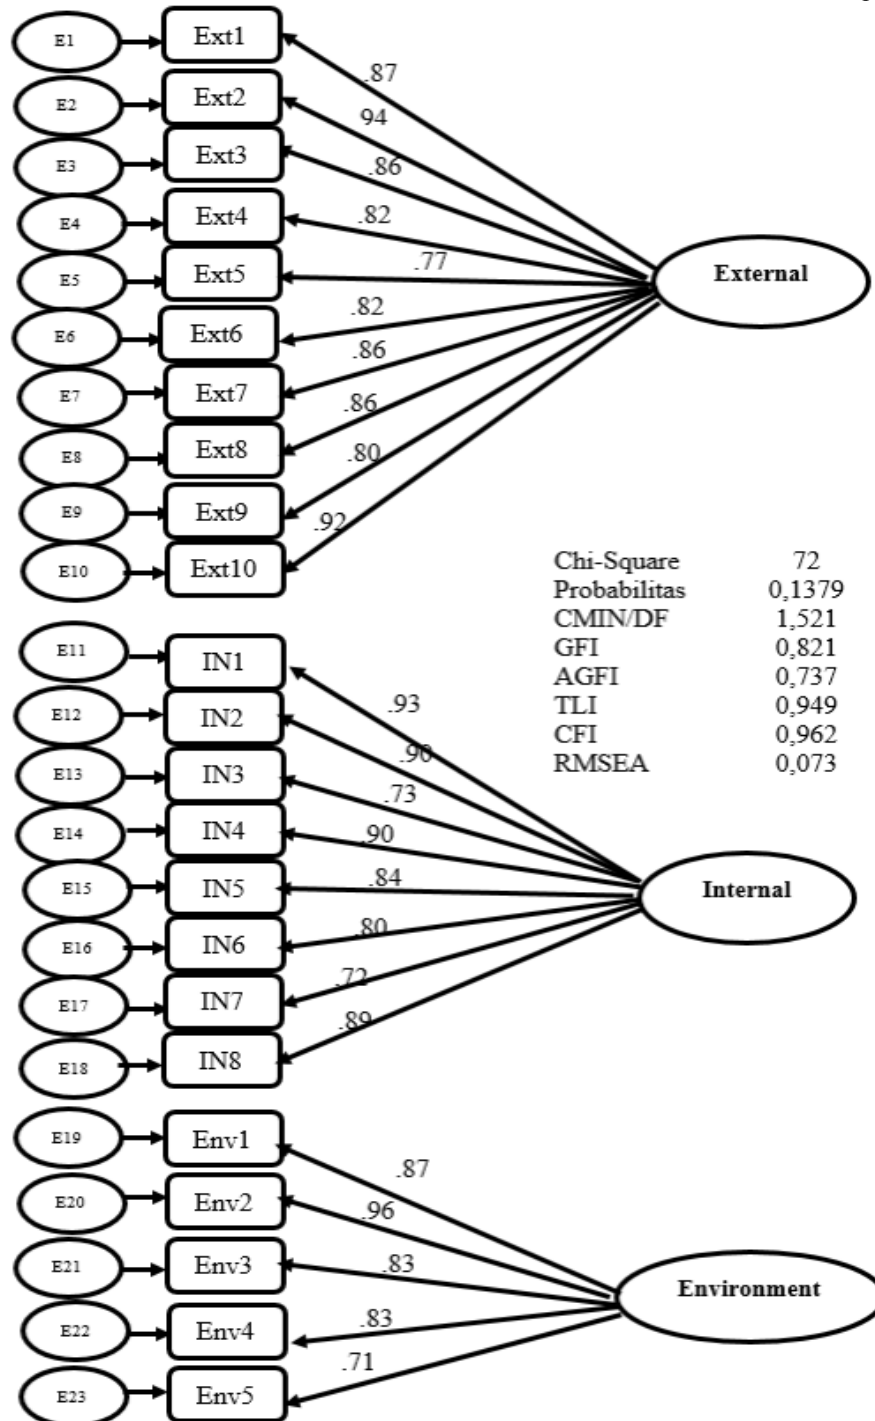 E1 Ext1
.87
E2 Ext2
94
E3 Ext3
.86
E4 Ext4
.82
E5 Ext5
.77
External
E6 Ext6
.82
E7 Ext7
.86
E8 Ext8
.86
E9 Ext9
.80
E10 Ext10
.92
Chi-Square 72
Probabilitas 0,1379
CMIN/DF 1,521
GFI 0,821
AGFI 0,737
TLI 0,949
CFI 0,962
RMSEA 0,073
E11 IN1
.93
E12 IN2
.90
E13 IN3
.73
E14 IN4
.90
E15 IN5
.84
Internal
E16 IN6
.80
E17 IN7
.72
E18 IN8
.89
E19 Env1
.87
E20 Env2
.96
E21 Env3
.83
Environment
E22 Env4
.83
E23 Env5
.71